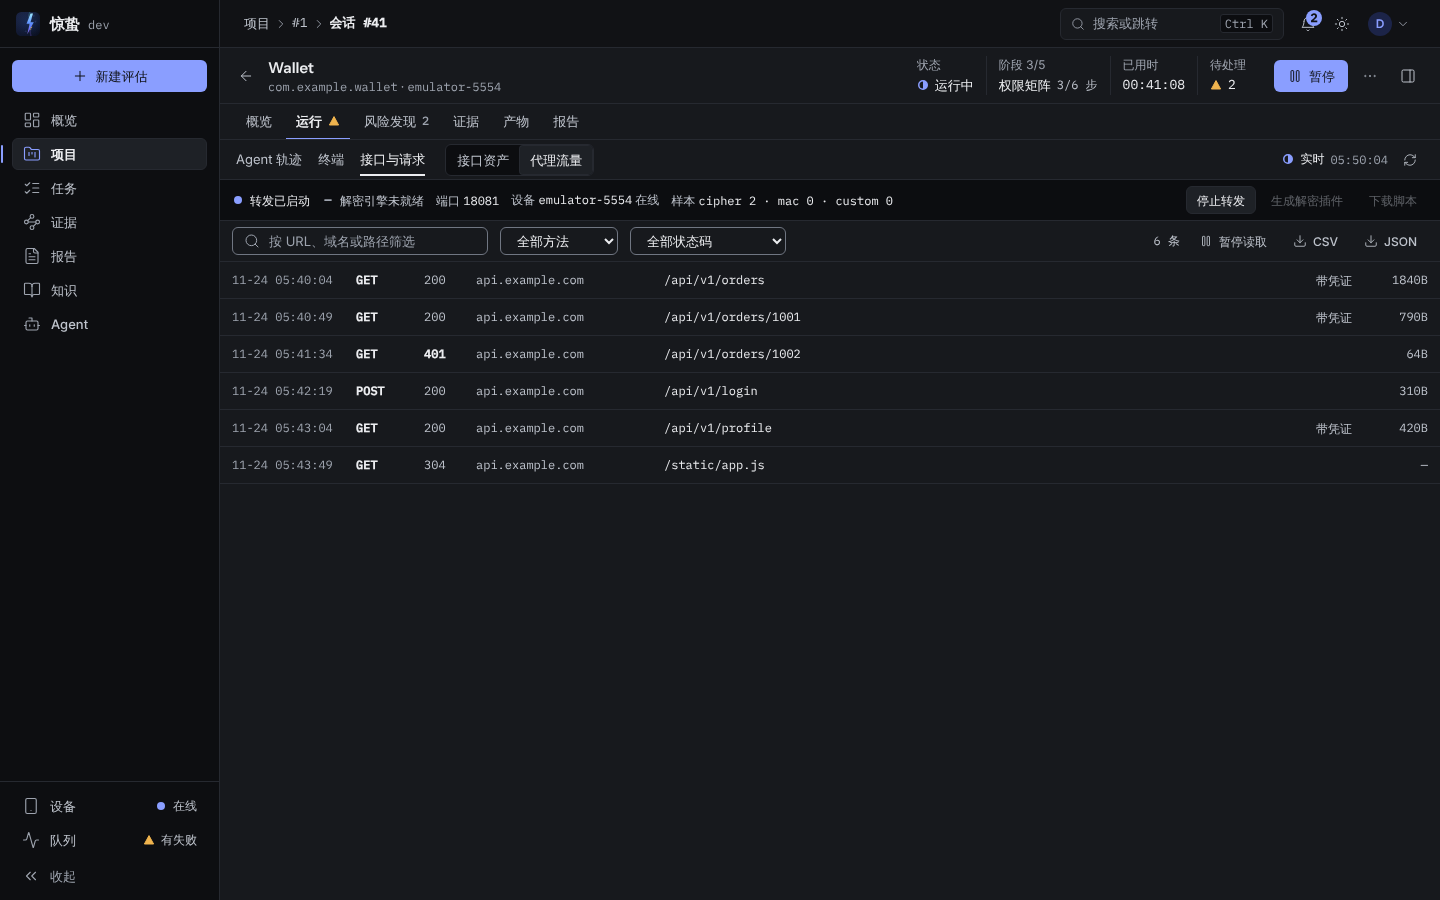 惊蛰 dev
项目 > #1 > 会话 #41
搜索或跳转 Ctrl K
2
D
新建评估
概览
项目
任务
证据
报告
知识
Agent
设备 在线
队列 有失败
收起
Wallet
com.example.wallet·emulator-5554
状态
运行中
阶段 3/5
权限矩阵 3/6 步
已用时
00:41:08
待处理
2
暂停
概览 运行 风险发现 2 证据 产物 报告
Agent 轨迹 终端 接口与请求 接口资产 代理流量
实时 05:50:04
转发已启动 — 解密引擎未就绪 端口 18081 设备 emulator-5554 在线 样本 cipher 2 · mac 0 · custom 0
停止转发 生成解密插件 下载脚本
按 URL、域名或路径筛选 全部方法 全部状态码
6 条 暂停读取 CSV JSON
11-24 05:40:04 GET 200 api.example.com /api/v1/orders 带凭证 1840B
11-24 05:40:49 GET 200 api.example.com /api/v1/orders/1001 带凭证 790B
11-24 05:41:34 GET 401 api.example.com /api/v1/orders/1002 64B
11-24 05:42:19 POST 200 api.example.com /api/v1/login 310B
11-24 05:43:04 GET 200 api.example.com /api/v1/profile 带凭证 420B
11-24 05:43:49 GET 304 api.example.com /static/app.js —